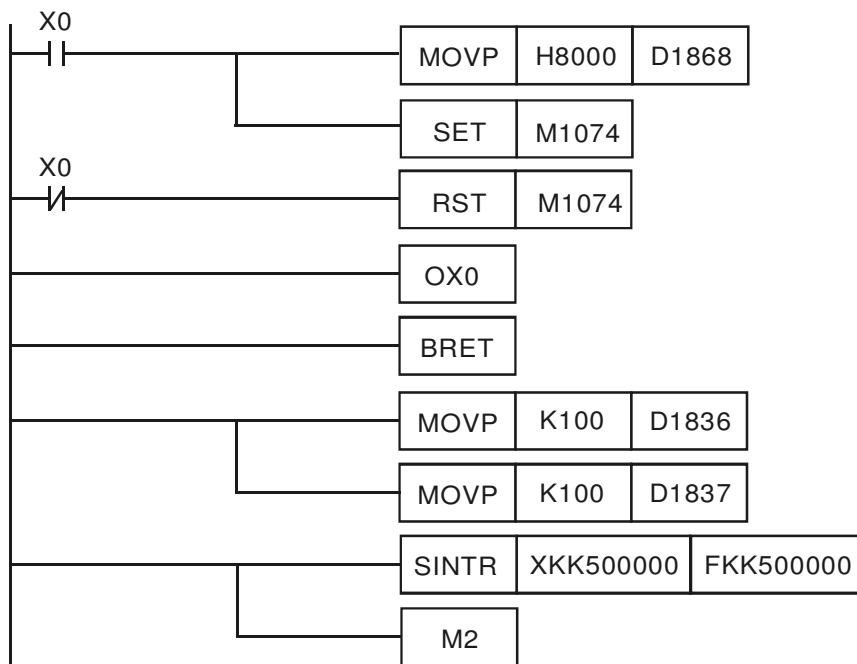 X0
MOVP H8000 D1868
SET M1074
X0
RST M1074
OX0
BRET
MOVP K100 D1836
MOVP K100 D1837
SINTR XKK500000 FKK500000
M2